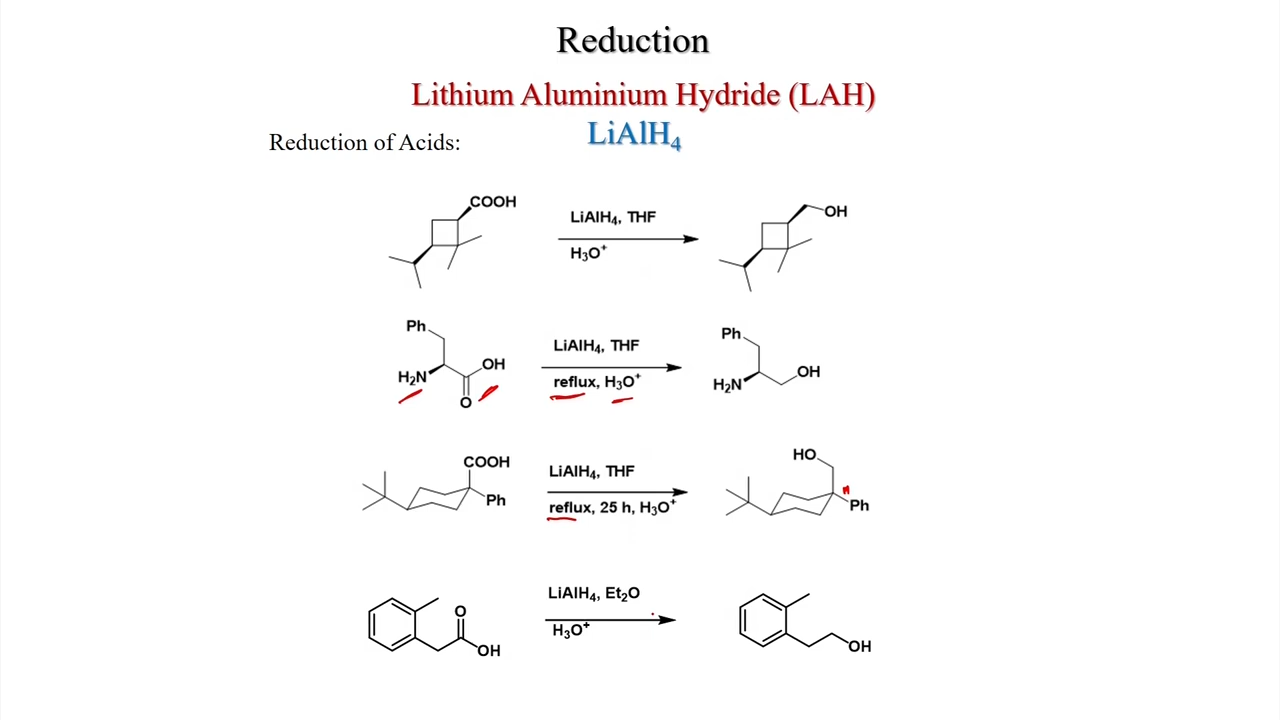 Reduction
Lithium Aluminium Hydride (LAH)
LiAlH₄
Reduction of Acids:
COOH
LiAlH₄, THF
H₃O⁺
OH
Ph
H₂N
OH
O
LiAlH₄, THF
reflux, H₃O⁺
Ph
H₂N
OH
COOH
Ph
LiAlH₄, THF
reflux, 25 h, H₃O⁺
HO
Ph
O
OH
LiAlH₄, Et₂O
H₃O⁺
OH